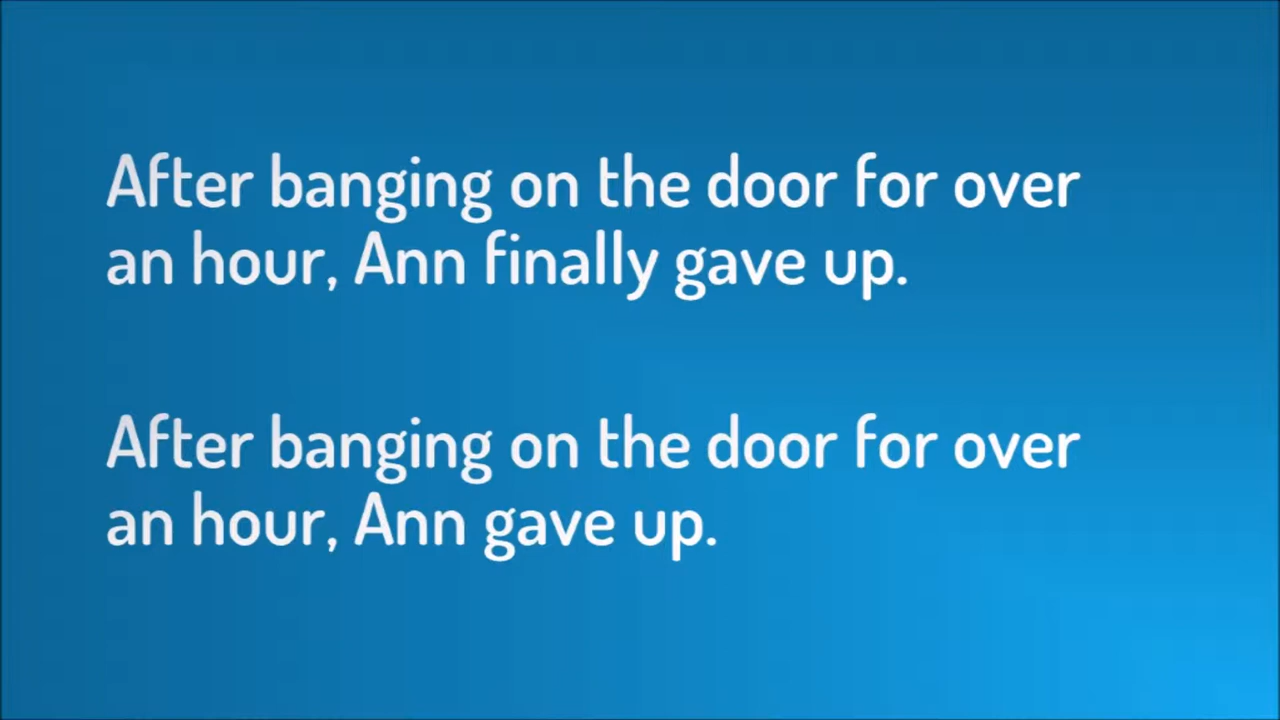 After banging on the door for over
an hour, Ann finally gave up.
After banging on the door for over
an hour, Ann gave up.